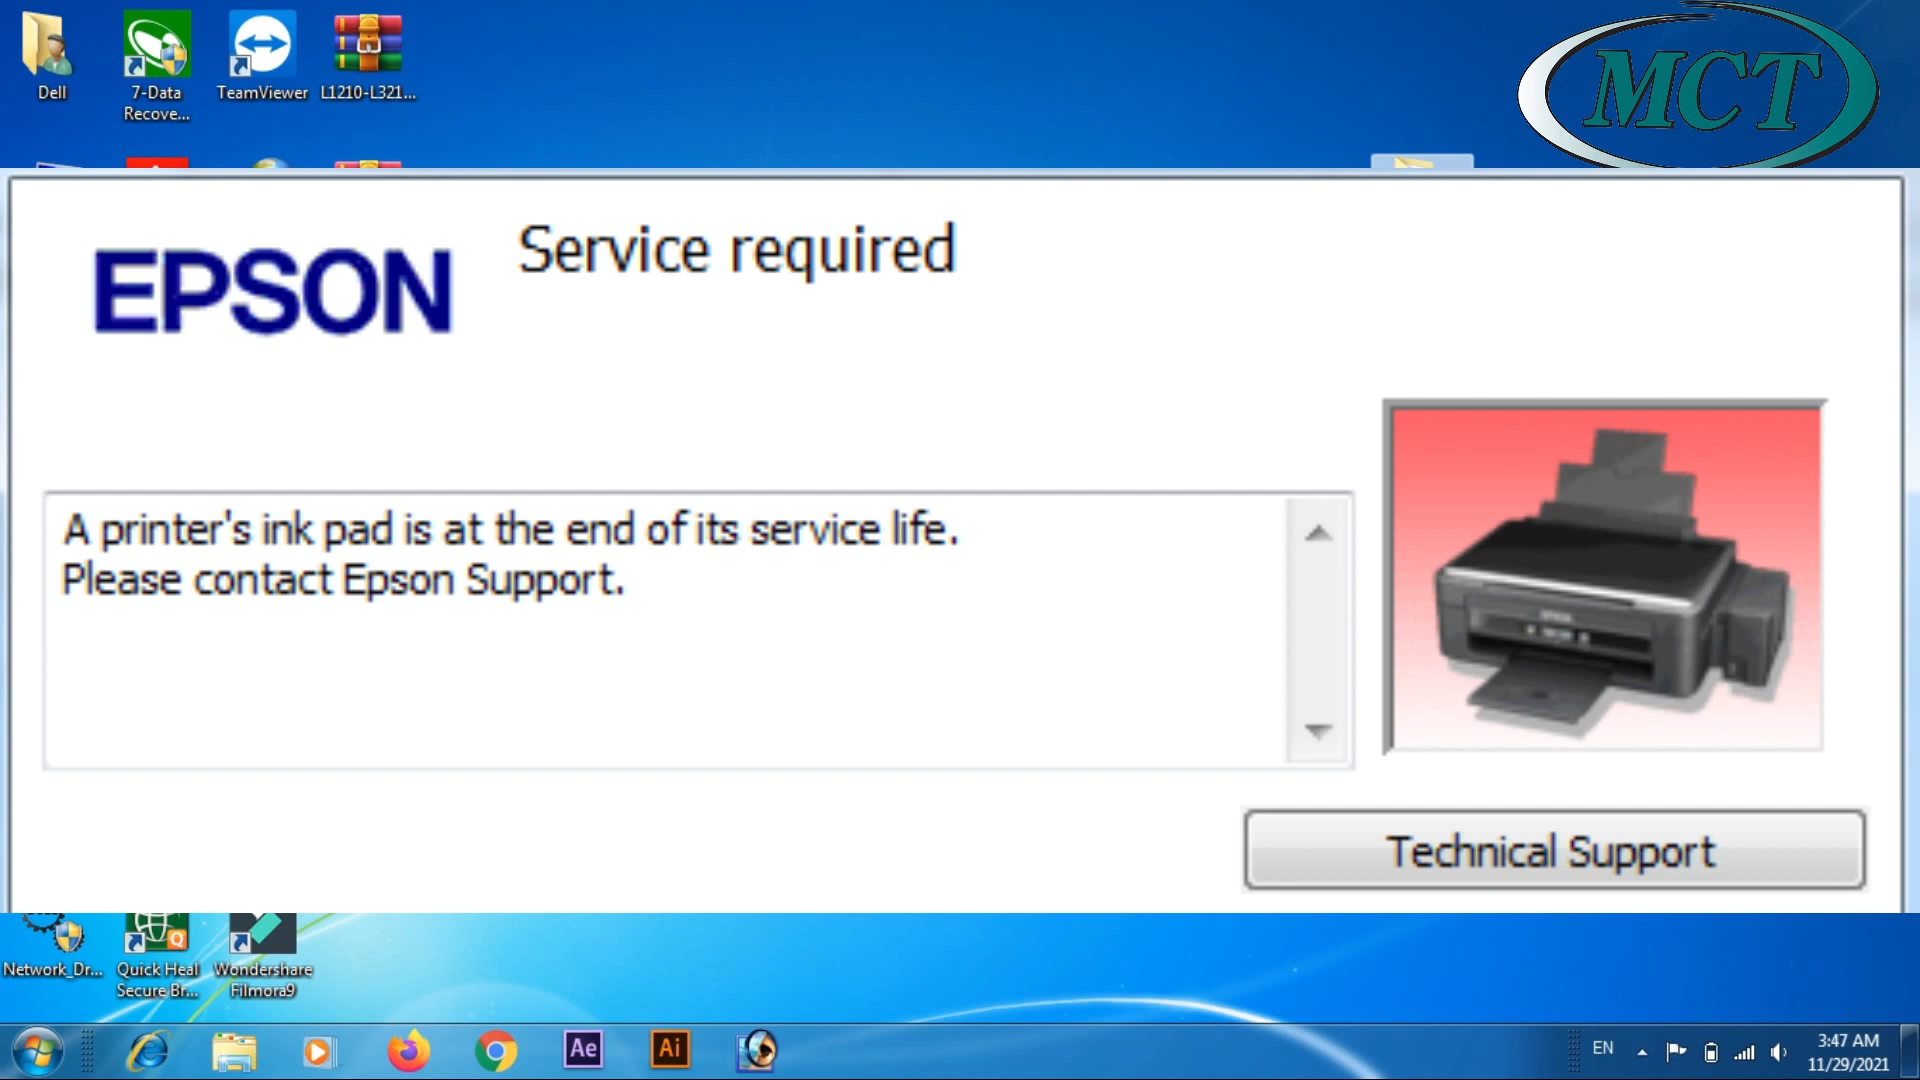 MCT
Dell
7-Data
Recove...
TeamViewer
L1210-L321...
EPSON
Service required
A printer's ink pad is at the end of its service life.
Please contact Epson Support.
Technical Support
Network_Dr...
Quick Heal
Secure Br...
Wondershare
Filmora9
Ae
Ai
EN
3:47 AM
11/29/2021